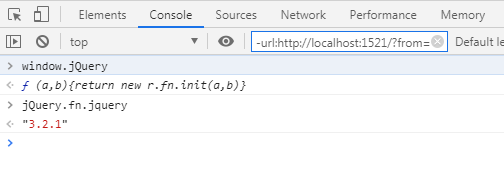 Elements Console Sources Network Performance Memory
top -url:http://localhost:1521/?from= Default le
> window.jQuery
<· ƒ (a,b){return new r.fn.init(a,b)}
> jQuery.fn.jquery
<· "3.2.1"
>